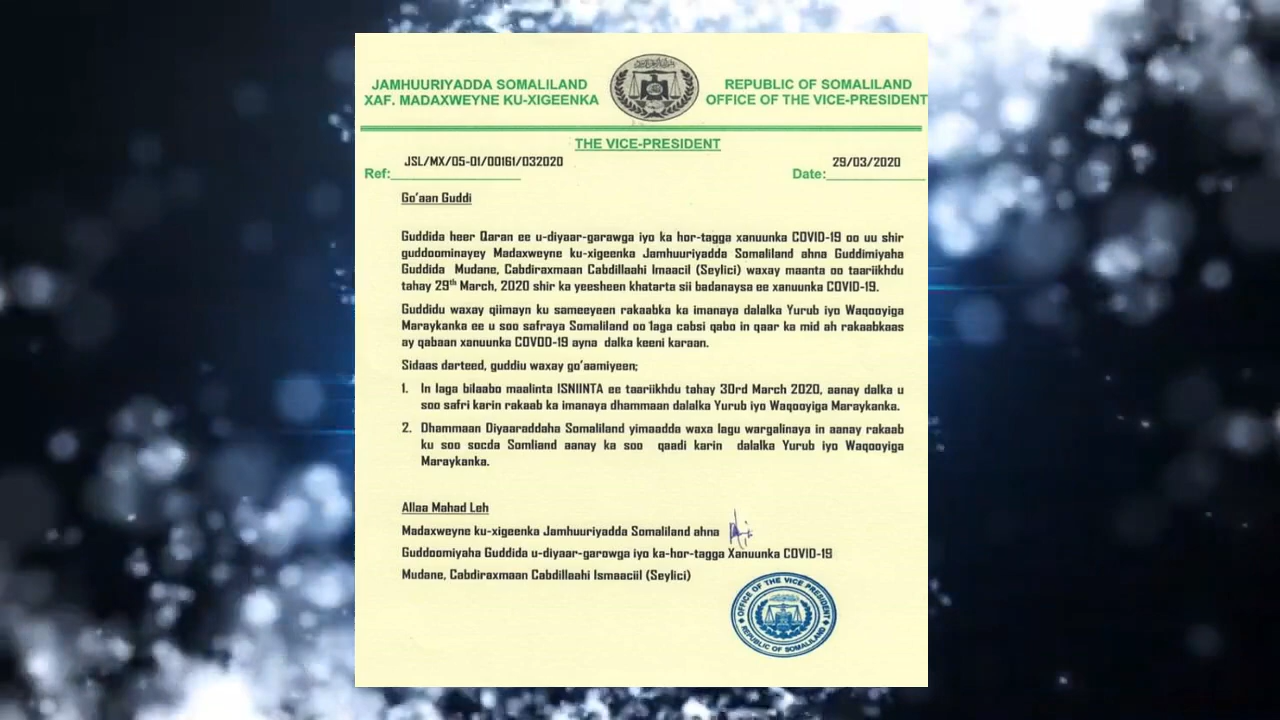 JAMHUURIYADDA SOMALILAND
XAF. MADAXWEYNE KU-XIGEENKA
REPUBLIC OF SOMALILAND
OFFICE OF THE VICE-PRESIDENT
THE VICE-PRESIDENT
Ref: JSL/MX/05-01/00161/032020
Date: 29/03/2020
Go'aan Guddi
Guddida heer Qaran ee u-diyaar-garawga iyo ka hor-tagga xanuunka COVID-19 oo uu shir
guddoominayey Madaxweyne ku-xigeenka Jamhuuriyadda Somaliland ahna Guddimiyaha
Guddida Mudane, Cabdiraxmaan Cabdillaahi Imaacil (Seylici) waxay maanta oo taariikhdu
tahay 29th March, 2020 shir ka yeesheen khatarta sii badanaysa ee xanuunka COVID-19.
Guddidu waxay qiimayn ku sameeyeen rakaabka ka imanaya dalalka Yurub iyo Waqooyiga
Maraykanka ee u soo safraya Somaliland oo laga cabsi qabo in qaar ka mid ah rakaabkaas
ay qabaan xanuunka COVOD-19 ayna dalka keeni karaan.
Sidaas darteed, guddiu waxay go'aamiyeen;
1. In laga bilaabo maalinta ISNIINTA ee taariikhdu tahay 30rd March 2020, aanay dalka u
soo safri karin rakaab ka imanaya dhammaan dalalka Yurub iyo Waqooyiga Maraykanka.
2. Dhammaan Diyaaraddaha Somaliland yimaadda waxa lagu wargalinaya in aanay rakaab
ku soo socda Somliand aanay ka soo qaadi karin dalalka Yurub iyo Waqooyiga
Maraykanka.
Allaa Mahad Leh
Madaxweyne ku-xigeenka Jamhuuriyadda Somaliland ahna
Guddoomiyaha Guddida u-diyaar-garowga iyo ka-hor-tagga Xanuunka COVID-19
Mudane, Cabdiraxmaan Cabdillaahi Ismaaciil (Seylici)
OFFICE OF THE VICE PRESIDENT
REPUBLIC OF SOMALILAND